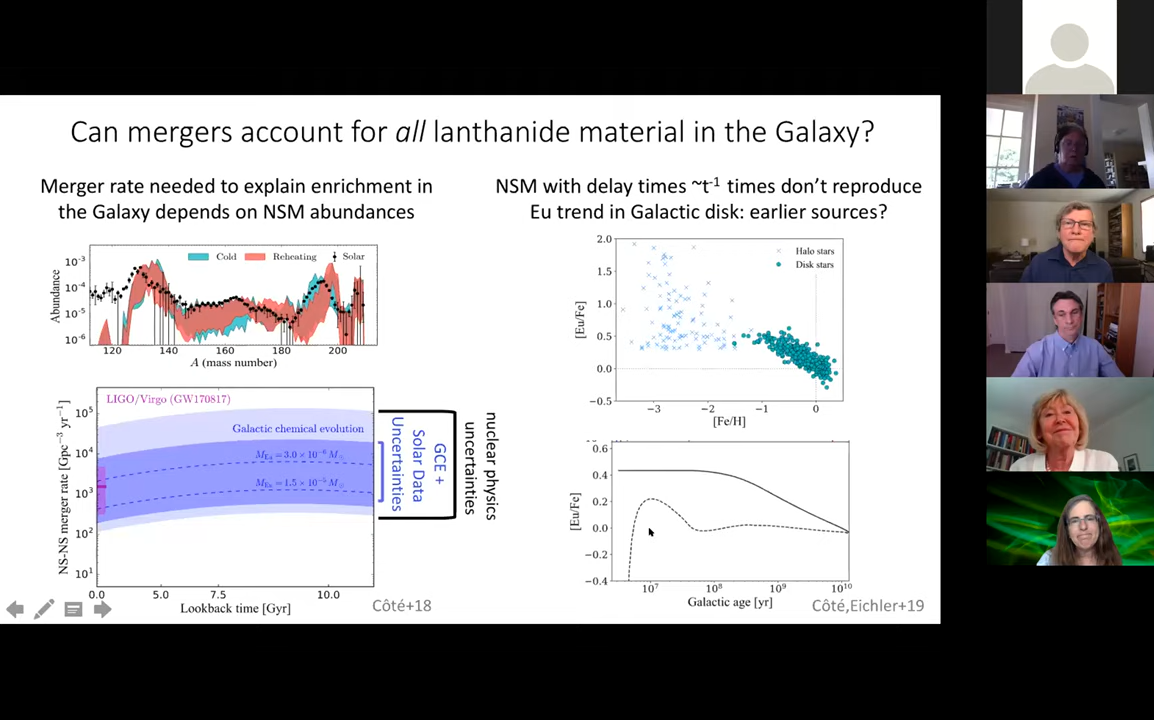 Can mergers account for all lanthanide material in the Galaxy?
Merger rate needed to explain enrichment in
the Galaxy depends on NSM abundances
Cold
Reheating
Solar
10⁻³
10⁻⁴
10⁻⁵
10⁻⁶
Abundance
120
140
160
180
200
A (mass number)
LIGO/Virgo (GW170817)
Galactic chemical evolution
10⁵
10⁴
10³
10²
10¹
NS-NS merger rate [Gpc⁻³ yr⁻¹]
0.0
5.0
7.5
10.0
Lookback time [Gyr]
GCE +
Solar Data
Uncertainties
nuclear physics
uncertainties
Côté+18
NSM with delay times ~t⁻¹ times don't reproduce
Eu trend in Galactic disk: earlier sources?
Halo stars
Disk stars
2.0
1.5
1.0
0.5
0.0
−0.5
[Eu/Fe]
−3
−2
−1
0
[Fe/H]
0.6
0.4
0.2
0.0
−0.2
−0.4
[Eu/Fe]
10⁷
10⁸
10⁹
10¹⁰
Galactic age [yr]
Côté,Eichler+19